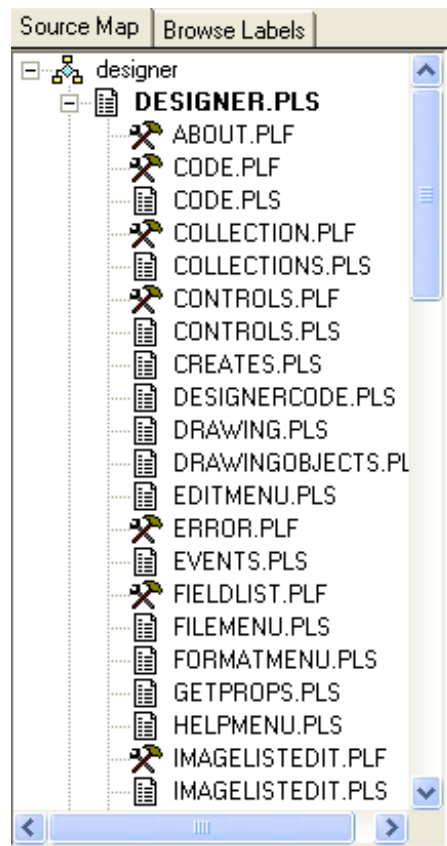 Source Map Browse Labels
designer
DESIGNER.PLS
ABOUT.PLF
CODE.PLF
CODE.PLS
COLLECTION.PLF
COLLECTIONS.PLS
CONTROLS.PLF
CONTROLS.PLS
CREATES.PLS
DESIGNERCODE.PLS
DRAWING.PLS
DRAWINGOBJECTS.PL
EDITMENU.PLS
ERROR.PLF
EVENTS.PLS
FIELDLIST.PLF
FILEMENU.PLS
FORMATMENU.PLS
GETPROPS.PLS
HELPMENU.PLS
IMAGELISTEDIT.PLF
IMAGELISTEDIT.PLS